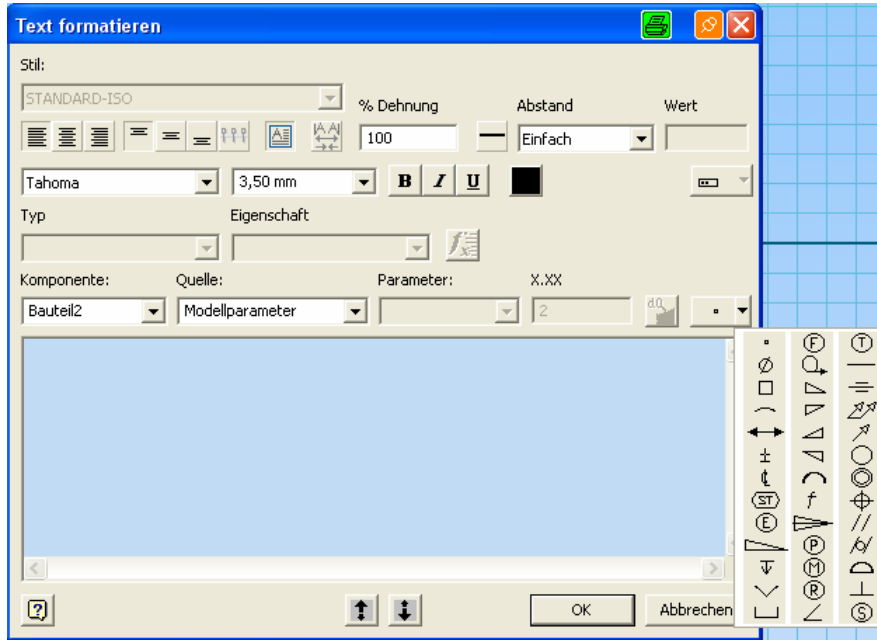 Text formatieren
Stil:
STANDARD-ISO
% Dehnung Abstand Wert
100 Einfach
Tahoma 3,50 mm B I U
Typ Eigenschaft
Komponente: Quelle: Parameter: X.XX
Bauteil2 Modellparameter 2
F T
ST f
E
P
M
R S
OK Abbrechen